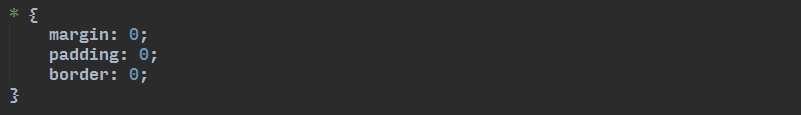 * {
    margin: 0;
    padding: 0;
    border: 0;
}